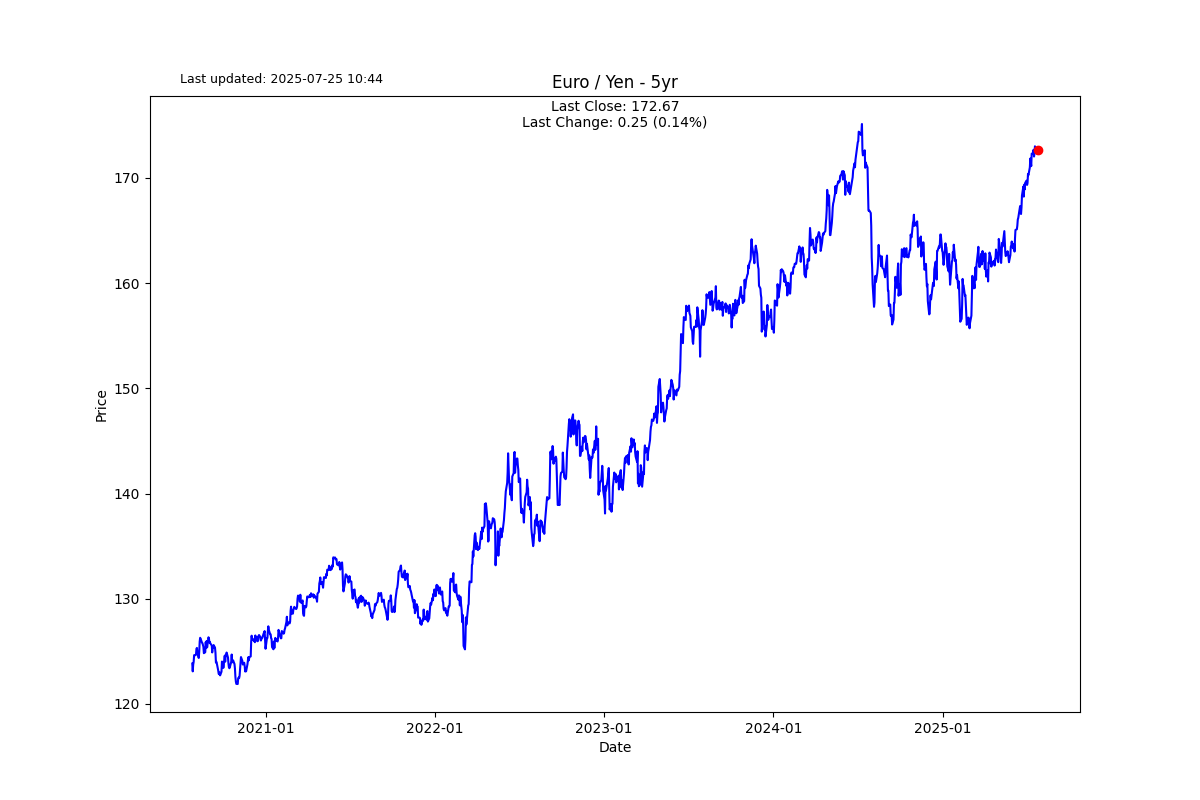 Last updated: 2025-07-25 10:44
Euro / Yen - 5yr
Last Close: 172.67
Last Change: 0.25 (0.14%)
170
160
150
140
130
120
Price
2021-01
2022-01
2023-01
2024-01
2025-01
Date